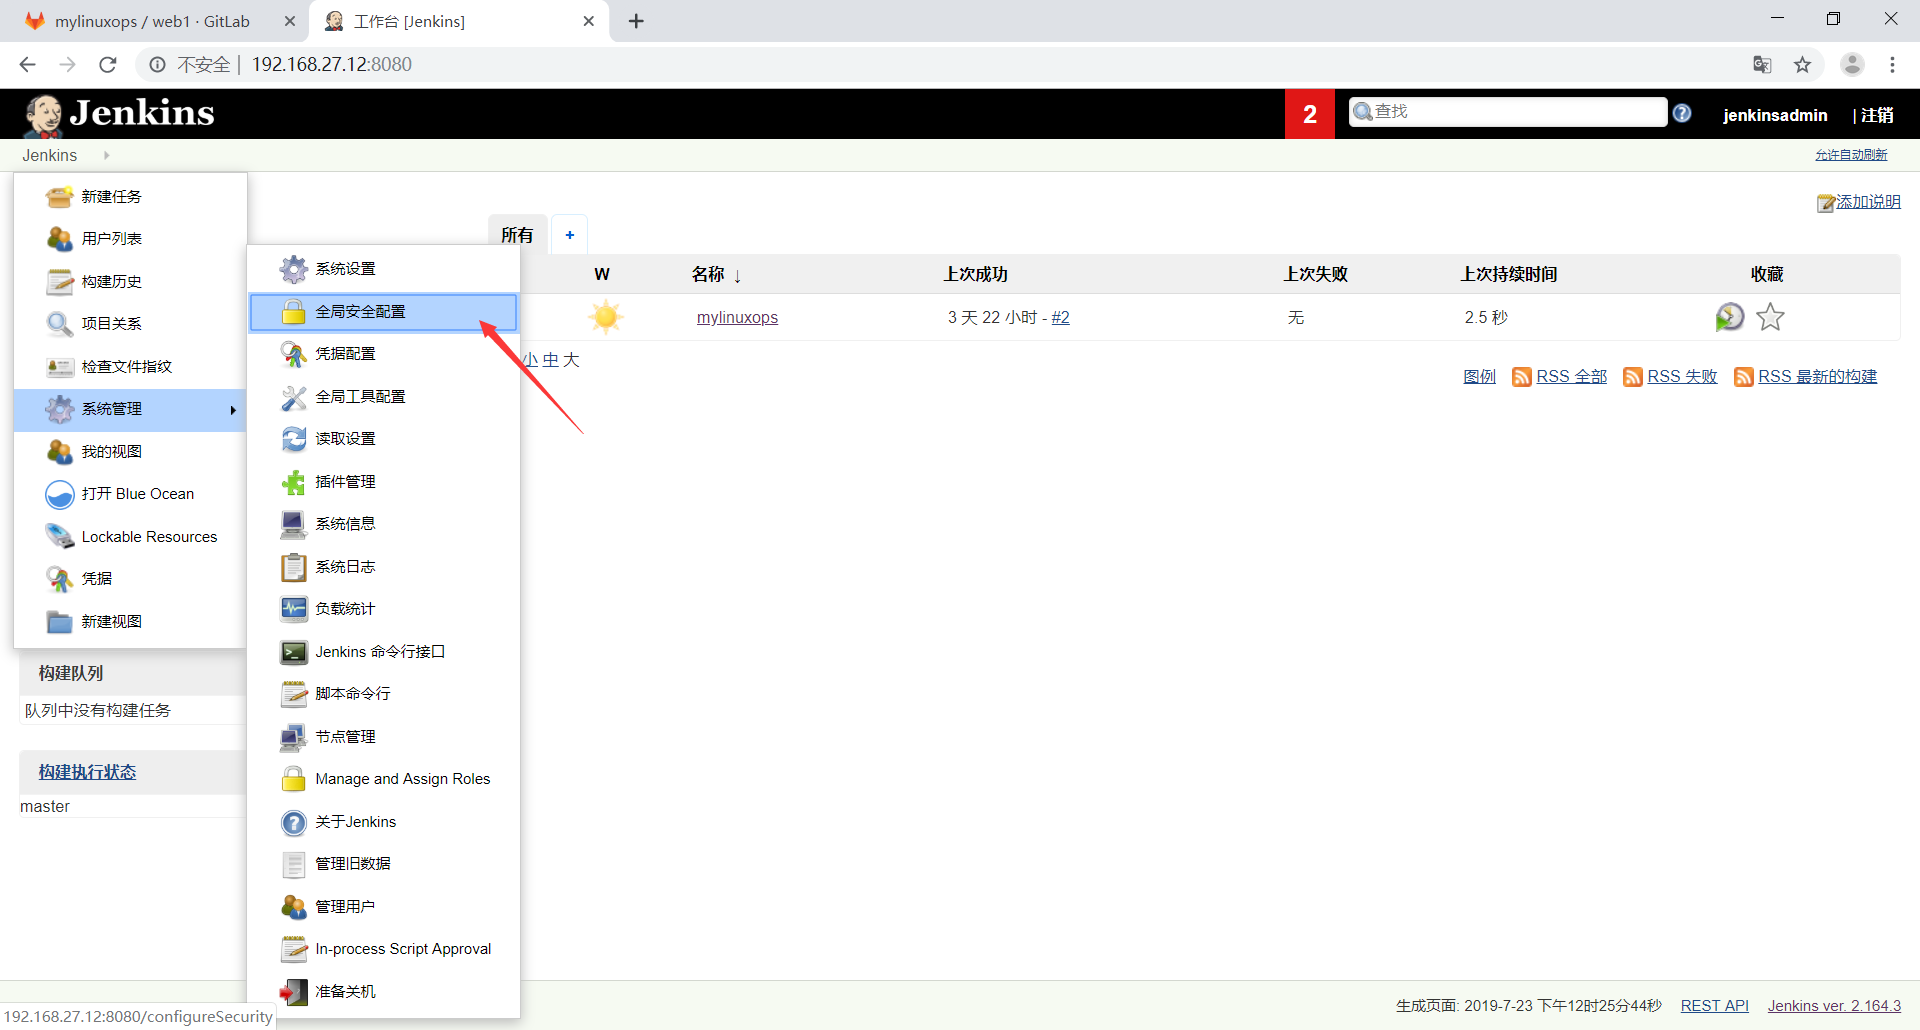 mylinuxops / web1 · GitLab
工作台 [Jenkins]
不安全 | 192.168.27.12:8080
Jenkins
2
查找
jenkinsadmin
| 注销
Jenkins
允许自动刷新
新建任务
用户列表
构建历史
项目关系
检查文件指纹
系统管理
我的视图
打开 Blue Ocean
Lockable Resources
凭据
新建视图
系统设置
全局安全配置
凭据配置
全局工具配置
读取设置
插件管理
系统信息
系统日志
负载统计
Jenkins 命令行接口
脚本命令行
节点管理
Manage and Assign Roles
关于Jenkins
管理旧数据
管理用户
In-process Script Approval
准备关机
添加说明
所有 +
W 名称 ↓ 上次成功 上次失败 上次持续时间 收藏
mylinuxops 3 天 22 小时 - #2 无 2.5 秒
小 中 大
图例 RSS 全部 RSS 失败 RSS 最新的构建
构建队列
队列中没有构建任务
构建执行状态
master
生成页面: 2019-7-23 下午12时25分44秒 REST API Jenkins ver. 2.164.3
192.168.27.12:8080/configureSecurity